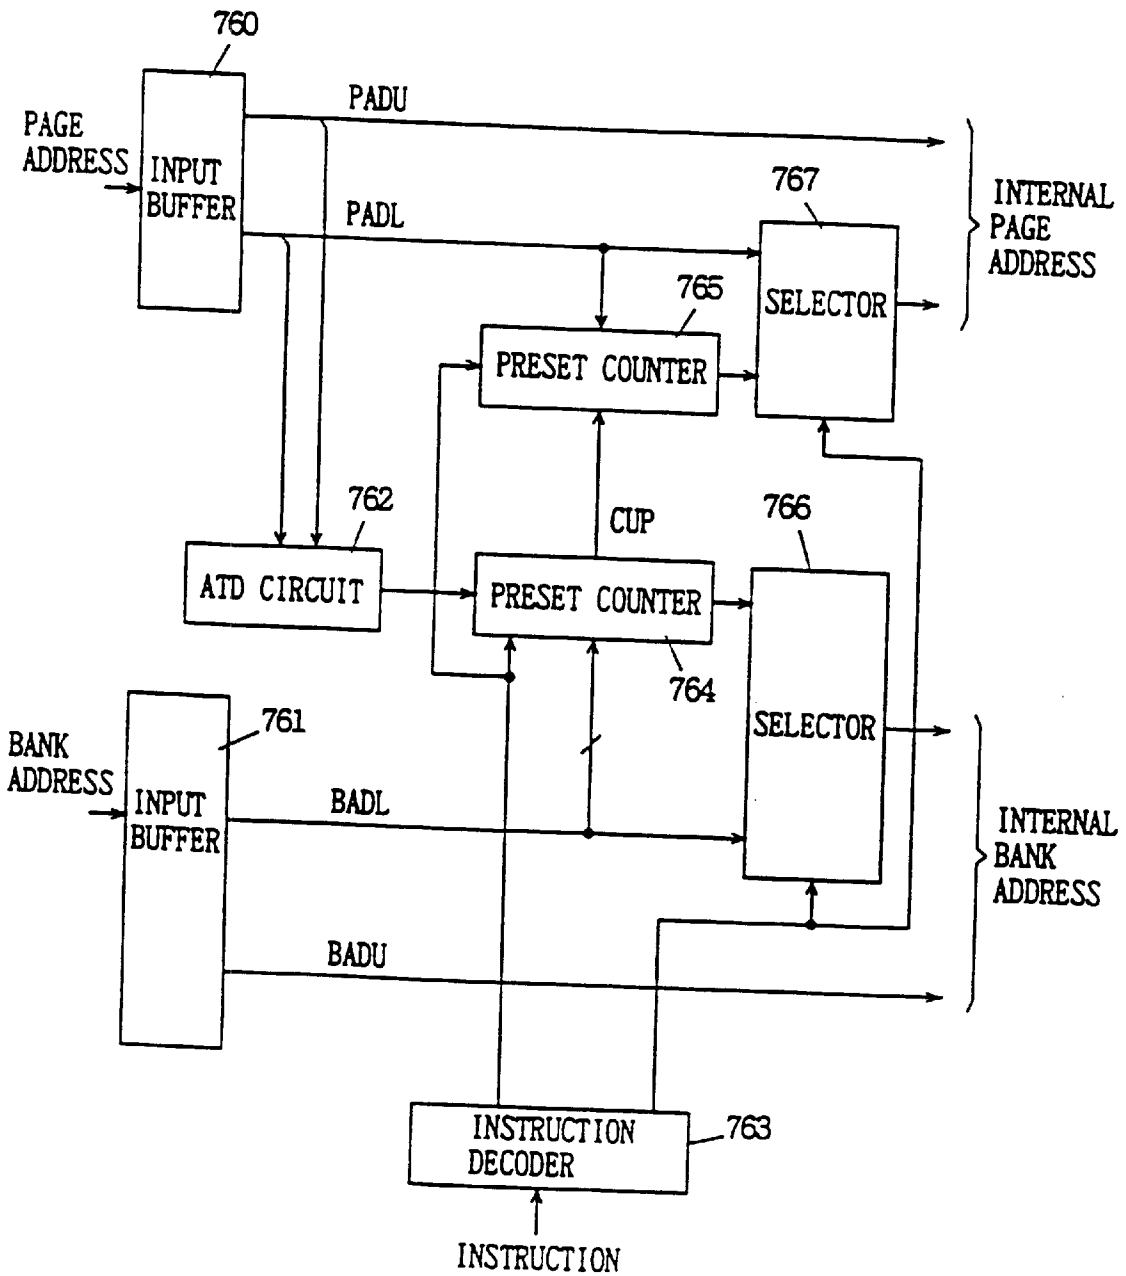 760
PADU
PAGE
ADDRESS
INPUT
BUFFER
767
INTERNAL
PAGE
ADDRESS
PADL
765
SELECTOR
PRESET COUNTER
762
CUP
766
ATD CIRCUIT
PRESET COUNTER
764
761
SELECTOR
BANK
ADDRESS
INPUT
BUFFER
BADL
INTERNAL
BANK
ADDRESS
BADU
INSTRUCTION
DECODER
763
INSTRUCTION